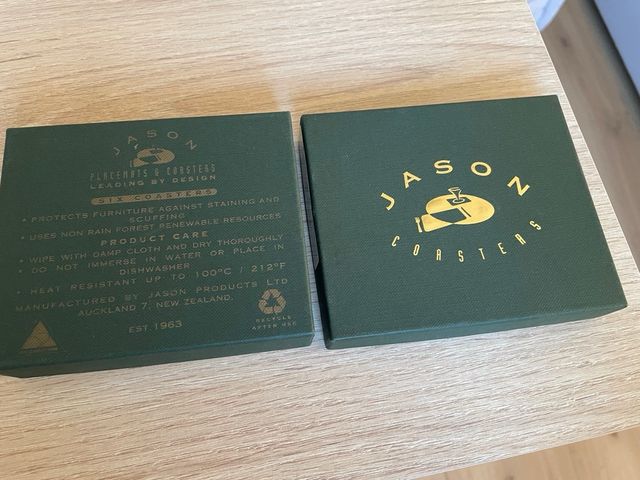 JASON
PLACEMATS & COASTERS
LEADING BY DESIGN
SIX COASTERS
• PROTECTS FURNITURE AGAINST STAINING AND
SCUFFING
• USES NON RAIN FOREST RENEWABLE RESOURCES
PRODUCT CARE
• WIPE WITH DAMP CLOTH AND DRY THOROUGHLY
• DO NOT IMMERSE IN WATER OR PLACE IN
DISHWASHER
• HEAT RESISTANT UP TO 100°C / 212°F
MANUFACTURED BY JASON PRODUCTS LTD
AUCKLAND 7, NEW ZEALAND.
EST 1963
RECYCLE
AFTER USE
JASON
COASTERS